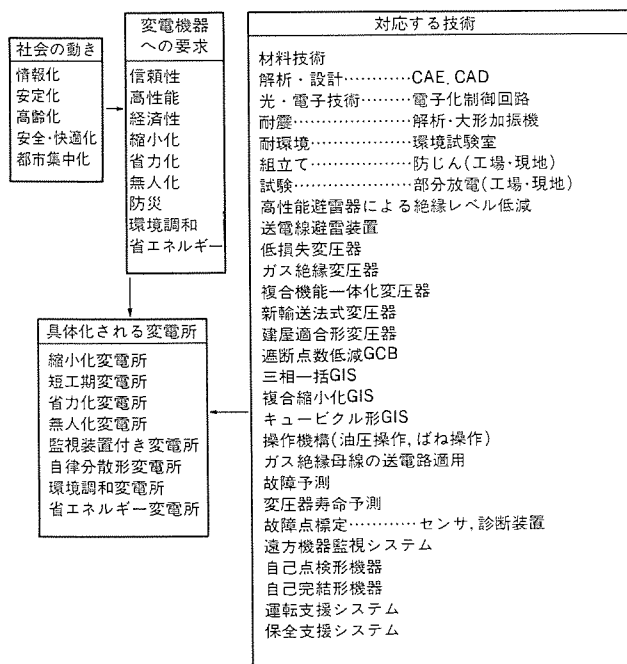 社会の動き
情報化
安定化
高齢化
安全・快適化
都市集中化
変電機器
への要求
信頼性
高性能
経済性
縮小化
省力化
無人化
防災
環境調和
省エネルギー
具体化される変電所
縮小化変電所
短工期変電所
省力化変電所
無人化変電所
監視装置付き変電所
自律分散形変電所
環境調和変電所
省エネルギー変電所
対応する技術
材料技術
解析・設計…………CAE, CAD
光・電子技術………電子化制御回路
耐震…………………解析・大形加振機
耐環境………………環境試験室
組立て………………防じん(工場・現地)
試験…………………部分放電(工場・現地)
高性能避雷器による絶縁レベル低減
送電線避雷装置
低損失変圧器
ガス絶縁変圧器
複合機能一体化変圧器
新輸送法式変圧器
建屋適合形変圧器
遮断点数低減GCB
三相一括GIS
複合縮小化GIS
キュービクル形GIS
操作機構(油圧操作, ばね操作)
ガス絶縁母線の送電路適用
故障予測
変圧器寿命予測
故障点標定…………センサ, 診断装置
遠方機器監視システム
自己点検形機器
自己完結形機器
運転支援システム
保全支援システム